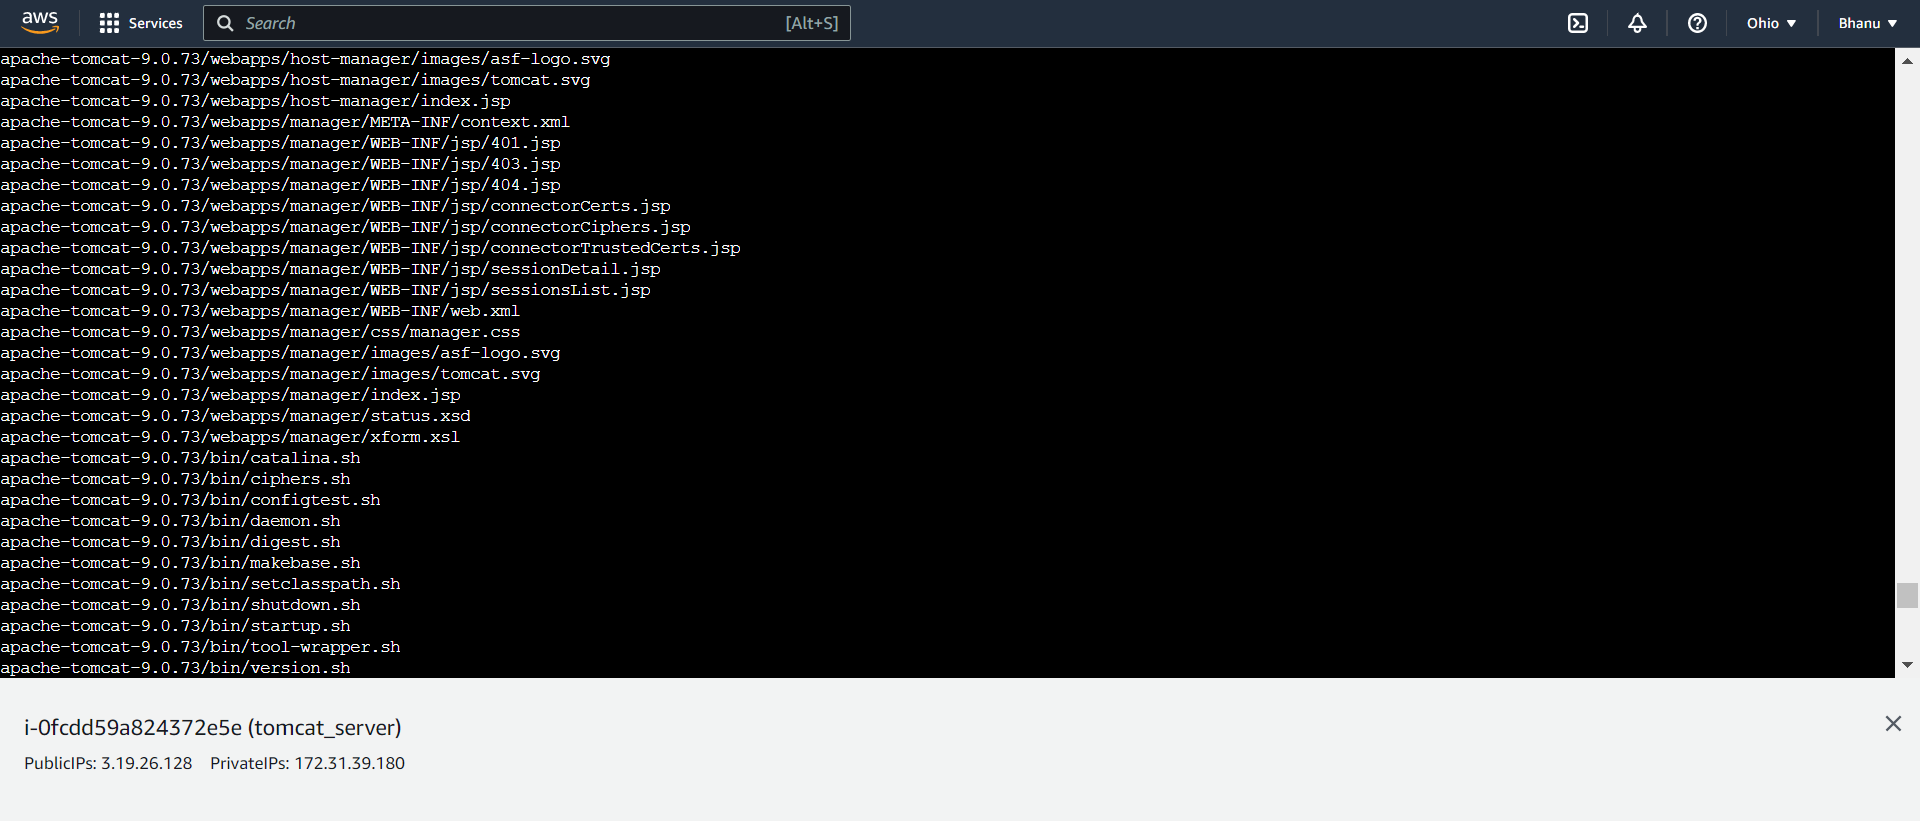 aws Services Search [Alt+S] Ohio Bhanu
apache-tomcat-9.0.73/webapps/host-manager/images/asf-logo.svg
apache-tomcat-9.0.73/webapps/host-manager/images/tomcat.svg
apache-tomcat-9.0.73/webapps/host-manager/index.jsp
apache-tomcat-9.0.73/webapps/manager/META-INF/context.xml
apache-tomcat-9.0.73/webapps/manager/WEB-INF/jsp/401.jsp
apache-tomcat-9.0.73/webapps/manager/WEB-INF/jsp/403.jsp
apache-tomcat-9.0.73/webapps/manager/WEB-INF/jsp/404.jsp
apache-tomcat-9.0.73/webapps/manager/WEB-INF/jsp/connectorCerts.jsp
apache-tomcat-9.0.73/webapps/manager/WEB-INF/jsp/connectorCiphers.jsp
apache-tomcat-9.0.73/webapps/manager/WEB-INF/jsp/connectorTrustedCerts.jsp
apache-tomcat-9.0.73/webapps/manager/WEB-INF/jsp/sessionDetail.jsp
apache-tomcat-9.0.73/webapps/manager/WEB-INF/jsp/sessionsList.jsp
apache-tomcat-9.0.73/webapps/manager/WEB-INF/web.xml
apache-tomcat-9.0.73/webapps/manager/css/manager.css
apache-tomcat-9.0.73/webapps/manager/images/asf-logo.svg
apache-tomcat-9.0.73/webapps/manager/images/tomcat.svg
apache-tomcat-9.0.73/webapps/manager/index.jsp
apache-tomcat-9.0.73/webapps/manager/status.xsd
apache-tomcat-9.0.73/webapps/manager/xform.xsl
apache-tomcat-9.0.73/bin/catalina.sh
apache-tomcat-9.0.73/bin/ciphers.sh
apache-tomcat-9.0.73/bin/configtest.sh
apache-tomcat-9.0.73/bin/daemon.sh
apache-tomcat-9.0.73/bin/digest.sh
apache-tomcat-9.0.73/bin/makebase.sh
apache-tomcat-9.0.73/bin/setclasspath.sh
apache-tomcat-9.0.73/bin/shutdown.sh
apache-tomcat-9.0.73/bin/startup.sh
apache-tomcat-9.0.73/bin/tool-wrapper.sh
apache-tomcat-9.0.73/bin/version.sh
i-0fcdd59a824372e5e (tomcat_server)
PublicIPs: 3.19.26.128 PrivateIPs: 172.31.39.180